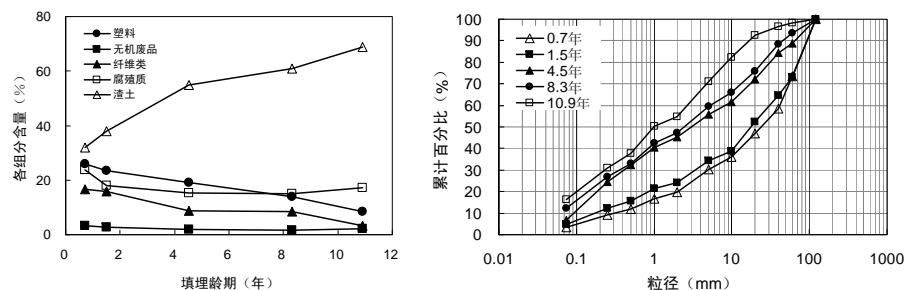 80
60
40
20
0
0
2
4
6
8
10
12
各组分含量（%）
填埋龄期（年）
塑料
无机废品
纤维类
腐殖质
渣土
100
90
80
70
60
50
40
30
20
10
0
0.01
0.1
1
10
100
1000
累计百分比（%）
粒径（mm）
0.7年
1.5年
4.5年
8.3年
10.9年